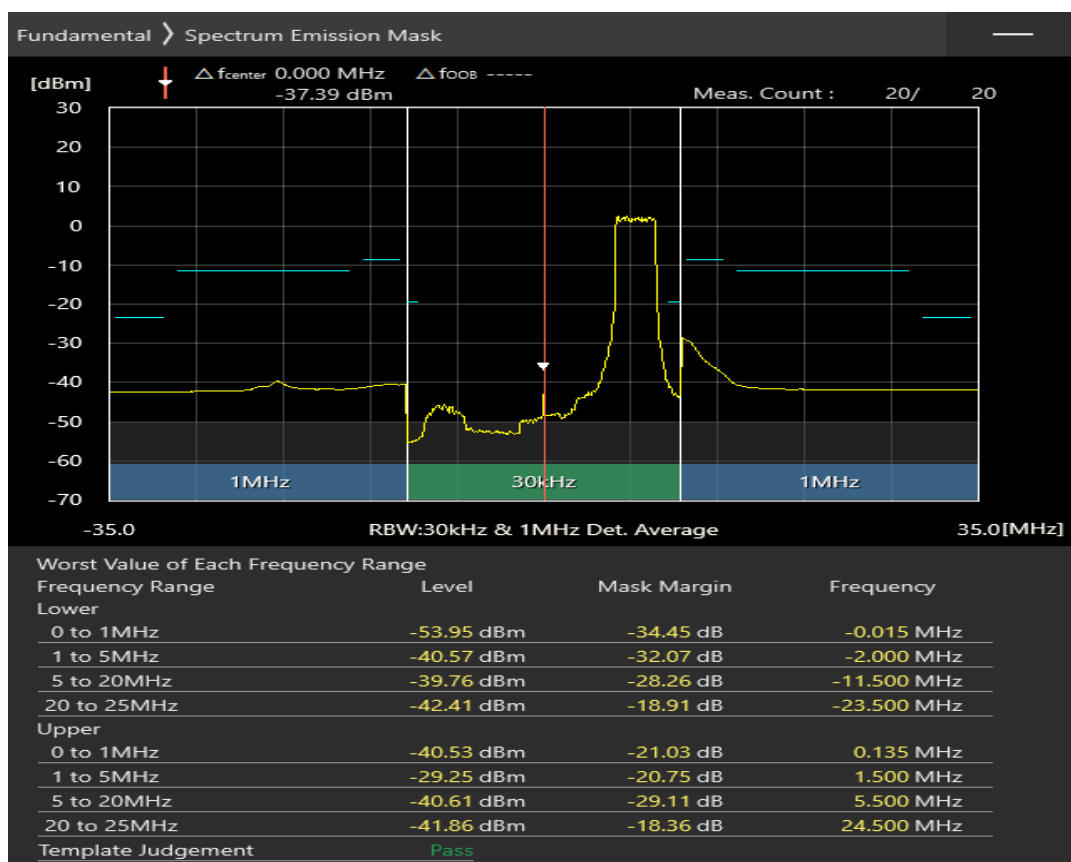 Fundamental ❯ Spectrum Emission Mask
[dBm] △ fcenter 0.000 MHz △ fOOB -----
-37.39 dBm Meas. Count : 20/ 20
30
20
10
0
-10
-20
-30
-40
-50
-60
1MHz 30kHz 1MHz
-70
-35.0 RBW:30kHz & 1MHz Det. Average 35.0[MHz]
Worst Value of Each Frequency Range
Frequency Range Level Mask Margin Frequency
Lower
0 to 1MHz -53.95 dBm -34.45 dB -0.015 MHz
1 to 5MHz -40.57 dBm -32.07 dB -2.000 MHz
5 to 20MHz -39.76 dBm -28.26 dB -11.500 MHz
20 to 25MHz -42.41 dBm -18.91 dB -23.500 MHz
Upper
0 to 1MHz -40.53 dBm -21.03 dB 0.135 MHz
1 to 5MHz -29.25 dBm -20.75 dB 1.500 MHz
5 to 20MHz -40.61 dBm -29.11 dB 5.500 MHz
20 to 25MHz -41.86 dBm -18.36 dB 24.500 MHz
Template Judgement Pass